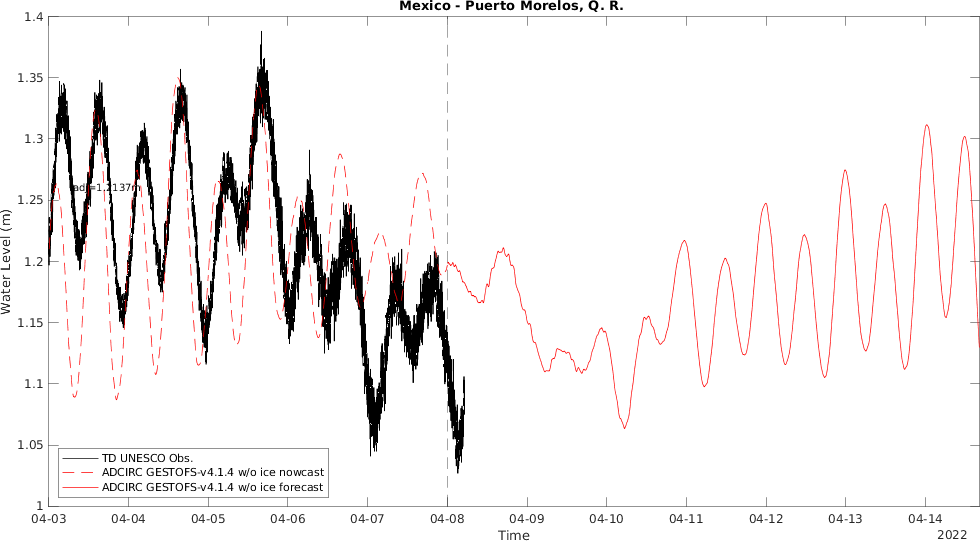 Mexico - Puerto Morelos, Q. R.
1.4
1.35
1.3
1.25
1.2
1.15
1.1
1.05
1
Water Level (m)
TD UNESCO Obs.
ADCIRC GESTOFS-v4.1.4 w/o ice nowcast
ADCIRC GESTOFS-v4.1.4 w/o ice forecast
04-03 04-04 04-05 04-06 04-07 04-08 04-09 04-10 04-11 04-12 04-13 04-14
Time
2022